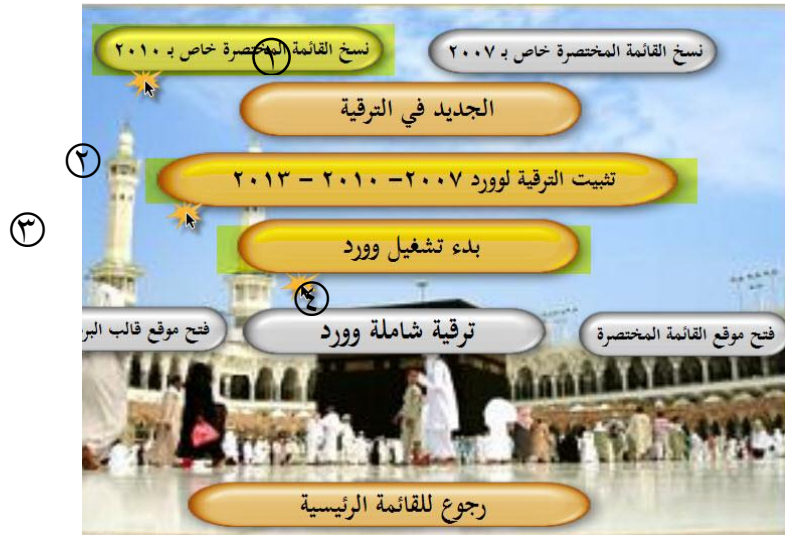 نسخ القائمة المختصرة خاص بـ ٢٠٠٧
نسخ القائمة المختصرة خاص بـ ٢٠١٠
١
الجديد في الترقية
٢
تثبيت الترقية لوورد ٢٠٠٧– ٢٠١٠ – ٢٠١٣
٣
بدء تشغيل وورد
٤
فتح موقع القائمة المختصرة
ترقية شاملة وورد
فتح موقع قالب البر
رجوع للقائمة الرئيسية